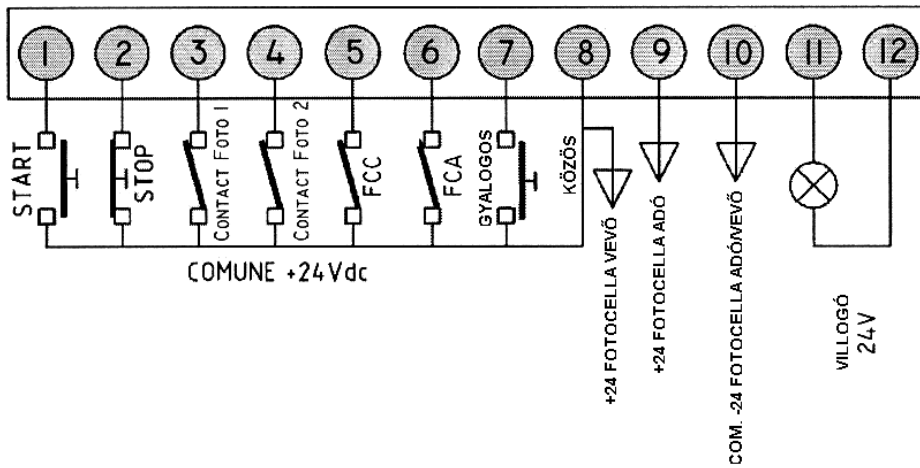 1 2 3 4 5 6 7 8 9 10 11 12
START
STOP
CONTACT FOTO 1
CONTACT FOTO 2
FCC
FCA
GYALOGOS
KÖZÖS
COMUNE +24Vdc
+24 FOTOCELLA VEVŐ
+24 FOTOCELLA ADÓ
COM. -24 FOTOCELLA ADÓ/VEVŐ
VILLOGÓ
24V